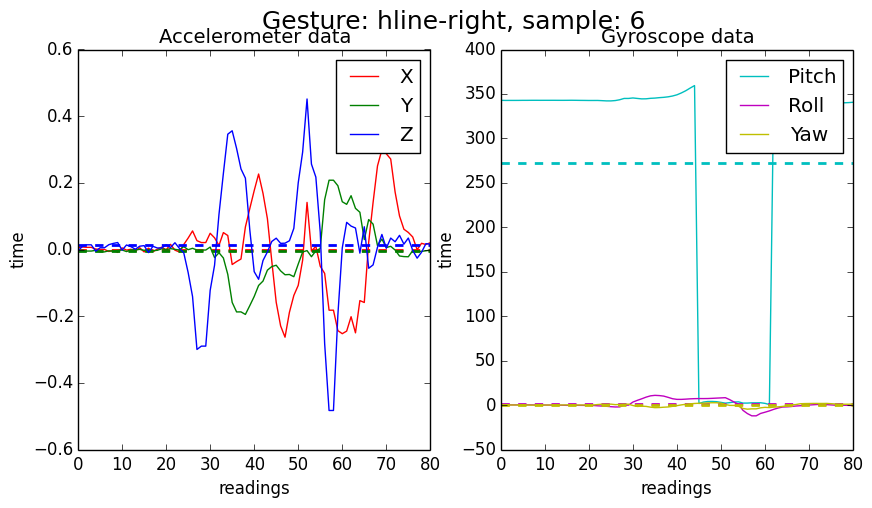 Gesture: hline-right, sample: 6
Accelerometer data
0.6
0.4
0.2
0.0
−0.2
−0.4
−0.6
time
0 10 20 30 40 50 60 70 80
readings
X
Y
Z
Gyroscope data
400
350
300
250
200
150
100
50
0
−50
time
0 10 20 30 40 50 60 70 80
readings
Pitch
Roll
Yaw